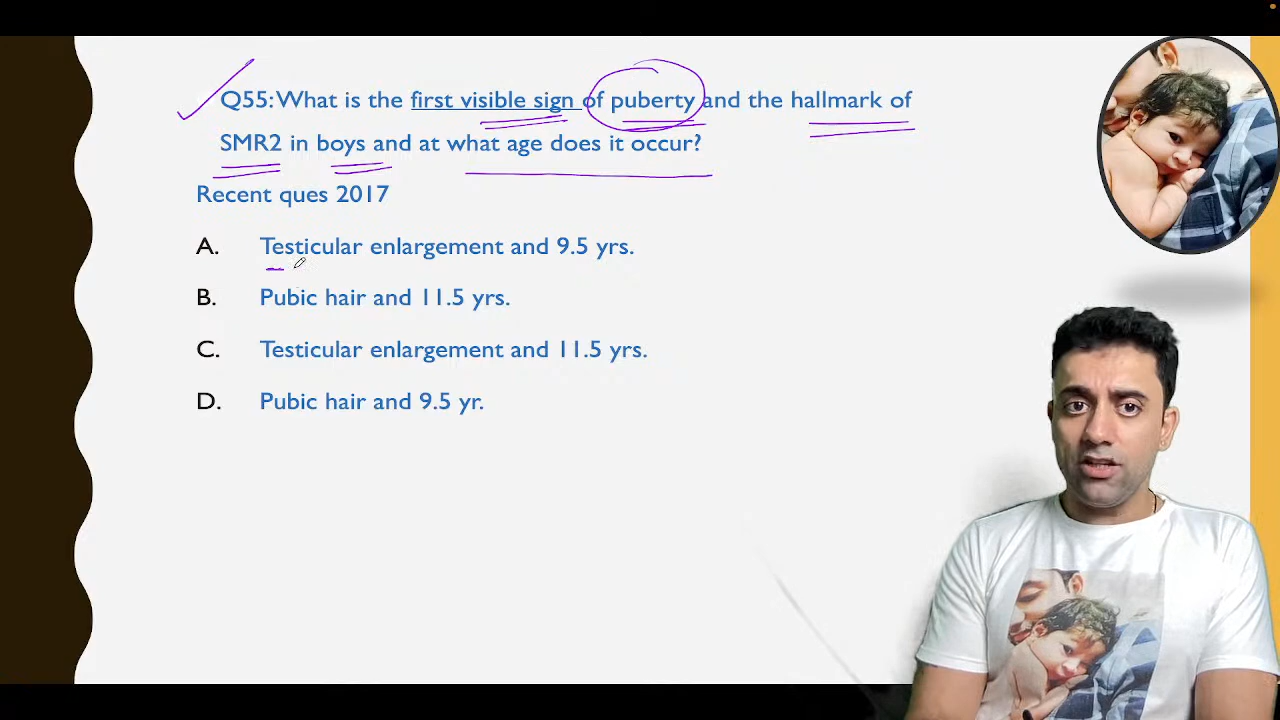 Q55: What is the first visible sign of puberty and the hallmark of
SMR2 in boys and at what age does it occur?
Recent ques 2017
A. Testicular enlargement and 9.5 yrs.
B. Pubic hair and 11.5 yrs.
C. Testicular enlargement and 11.5 yrs.
D. Pubic hair and 9.5 yr.